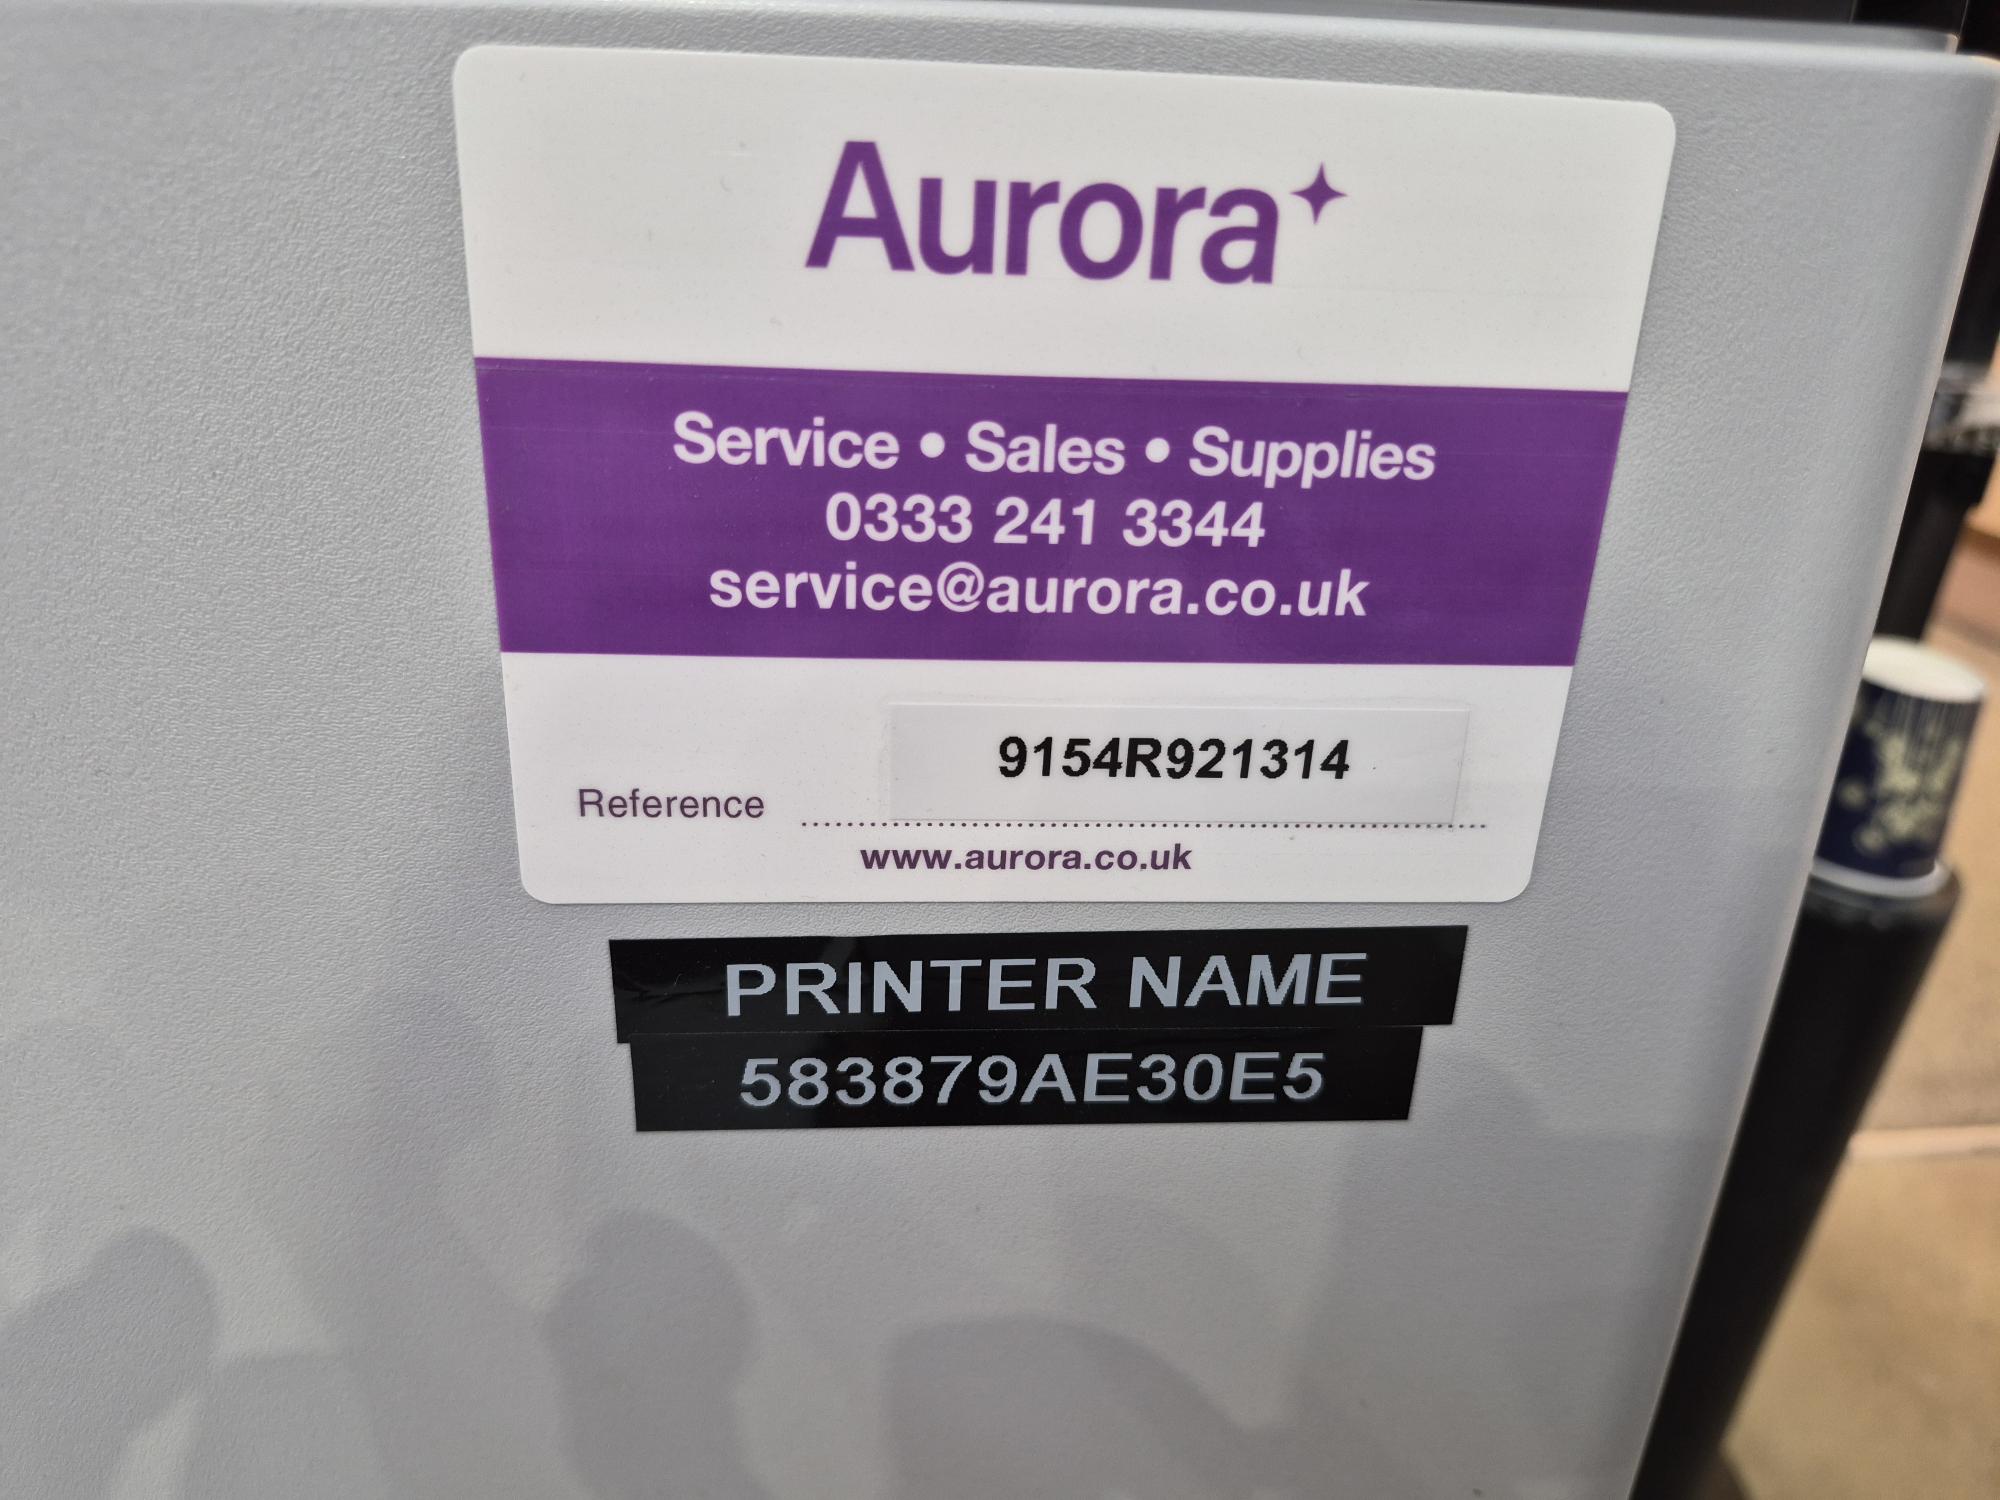 Aurora
Service • Sales • Supplies
0333 241 3344
service@aurora.co.uk
9154R921314
Reference
www.aurora.co.uk
PRINTER NAME
583879AE30E5